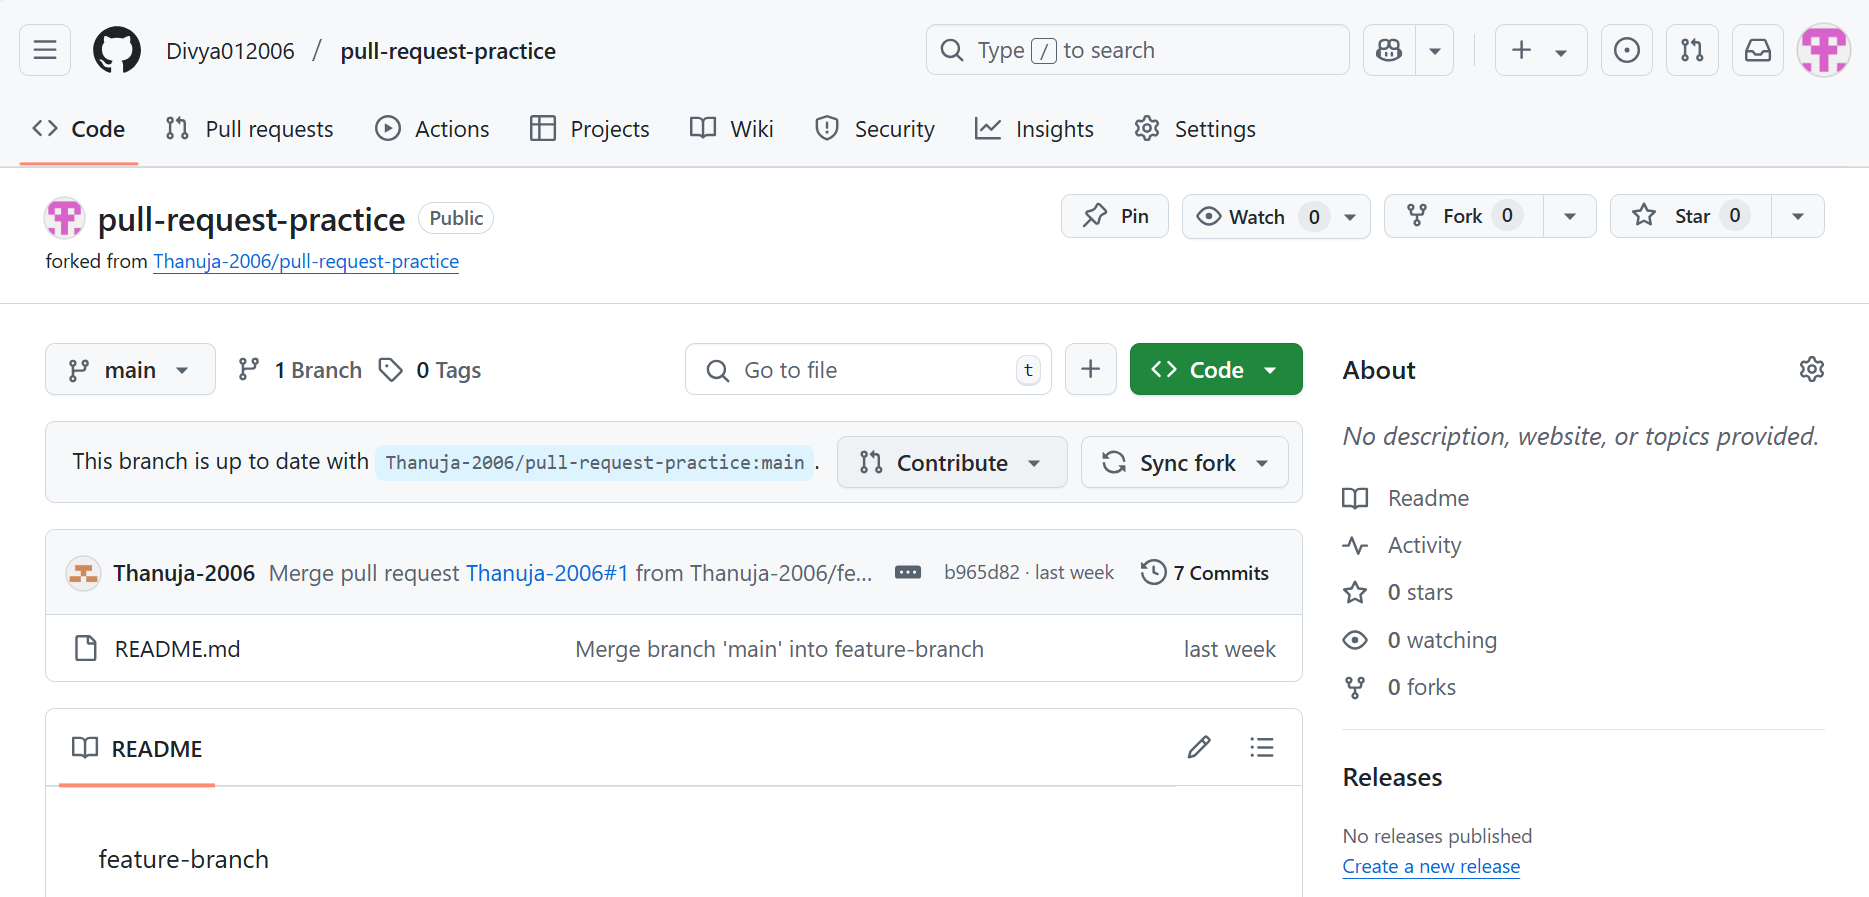 Divya012006 / pull-request-practice
Type / to search
Code Pull requests Actions Projects Wiki Security Insights Settings
pull-request-practice Public
Pin Watch 0 Fork 0 Star 0
forked from Thanuja-2006/pull-request-practice
main 1 Branch 0 Tags Go to file t Code
This branch is up to date with Thanuja-2006/pull-request-practice:main . Contribute Sync fork
Thanuja-2006 Merge pull request Thanuja-2006#1 from Thanuja-2006/fe... b965d82 · last week 7 Commits
README.md Merge branch 'main' into feature-branch last week
README
feature-branch
About
No description, website, or topics provided.
Readme
Activity
0 stars
0 watching
0 forks
Releases
No releases published
Create a new release